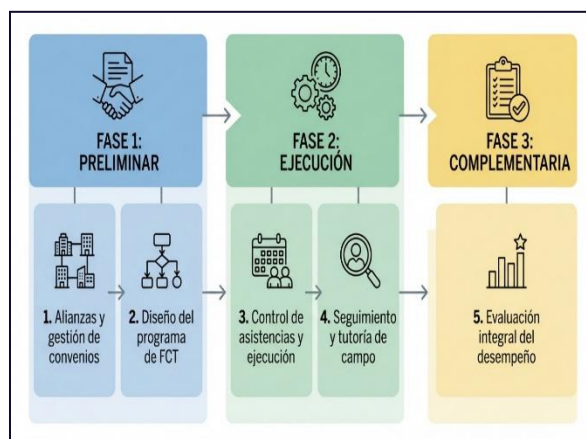 FASE 1:
PRELIMINAR
FASE 2:
EJECUCIÓN
FASE 3:
COMPLEMENTARIA
1. Alianzas y
gestión de
convenios
2. Diseño del
programa
de FCT
3. Control de
asistencias y
ejecución
4. Seguimiento
y tutoría de
campo
5. Evaluación
integral del
desempeño